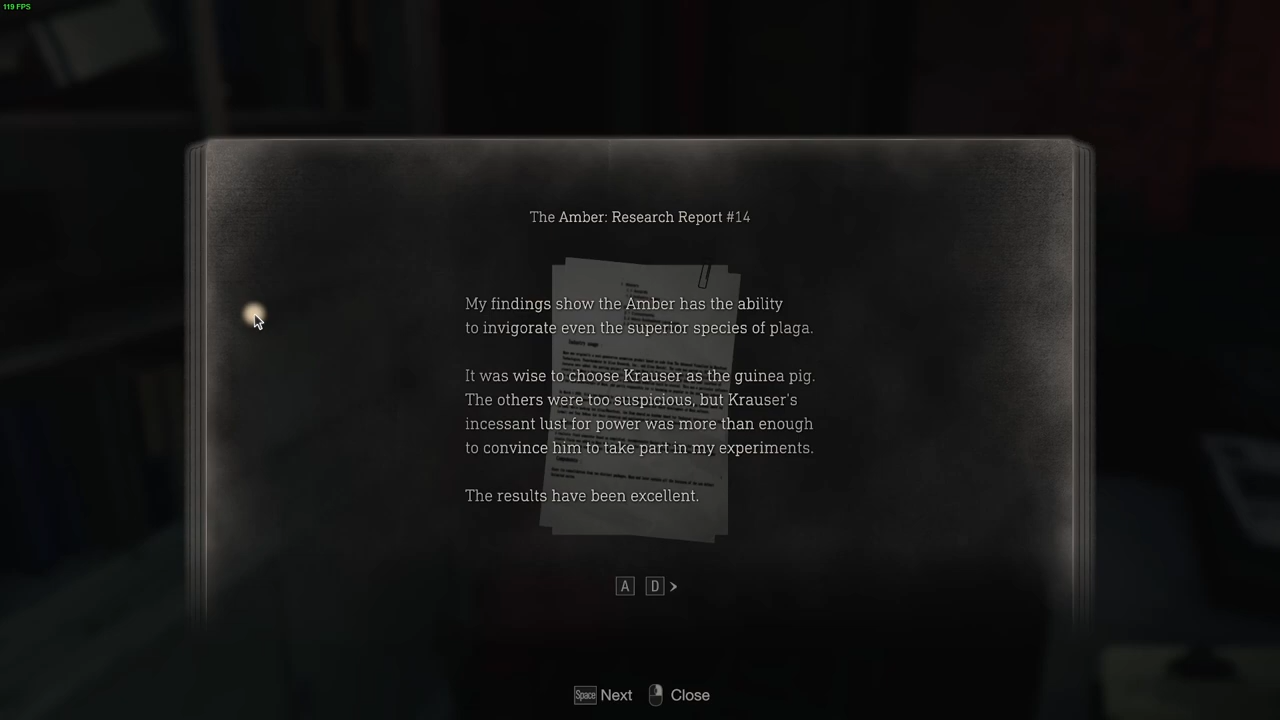 119 FPS
The Amber: Research Report #14
My findings show the Amber has the ability
to invigorate even the superior species of plaga.
It was wise to choose Krauser as the guinea pig.
The others were too suspicious, but Krauser's
incessant lust for power was more than enough
to convince him to take part in my experiments.
The results have been excellent.
A D >
Space Next Close